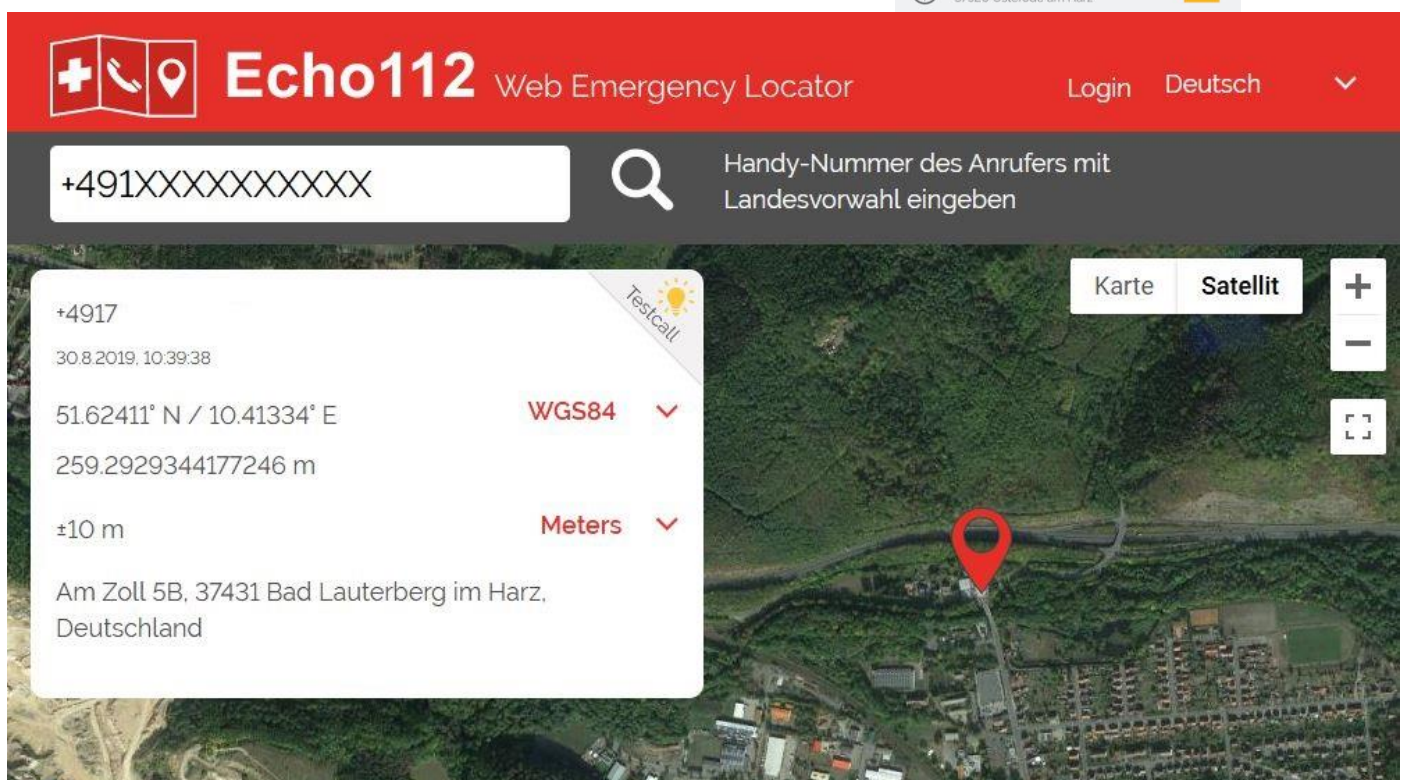 Echo112 Web Emergency Locator
Login
Deutsch
+491XXXXXXXXXX
Handy-Nummer des Anrufers mit
Landesvorwahl eingeben
Karte
Satellit
+4917
Testcall
30.8.2019, 10:39:38
51.62411° N / 10.41334° E
WGS84
259.2929344177246 m
±10 m
Meters
Am Zoll 5B, 37431 Bad Lauterberg im Harz,
Deutschland